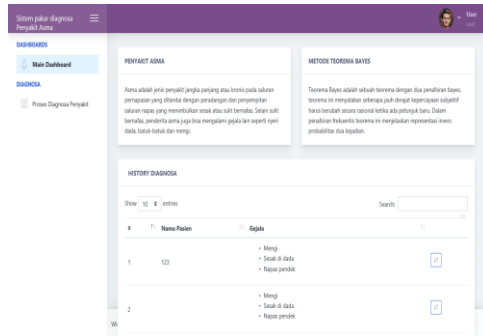 Sistem pakar diagnosa
Penyakit Asma
User
DASHBOARDS
Main Dashboard
DIAGNOSA
Proses Diagnosa Penyakit
PENYAKIT ASMA
Asma adalah jenis penyakit jangka panjang atau kronis pada saluran
pernapasan yang ditandai dengan peradangan dan penyempitan
saluran napas yang menimbulkan sesak atau sulit bernafas. Selain sulit
bernafas, penderita asma juga bisa mengalami gejala lain seperti nyeri
dada, batuk-batuk dan mengi.
METODE TEOREMA BAYES
Teorema Bayes adalah sebuah teorema dengan dua penafsiran bayes,
teorema ini menyatakan seberapa jauh derajat kepercayaan subjektif
harus berubah secara rasional ketika ada petunjuk baru. Dalam
penafsiran frekuentis teorema ini menjelaskan representasi invers
probabilitas dua kejadian.
HISTORY DIAGNOSA
Show 10 entries
Search:
# Nama Pasien Gejala
1 123
• Mengi
• Sesak di dada
• Napas pendek
2
• Mengi
• Sesak di dada
• Napas pendek